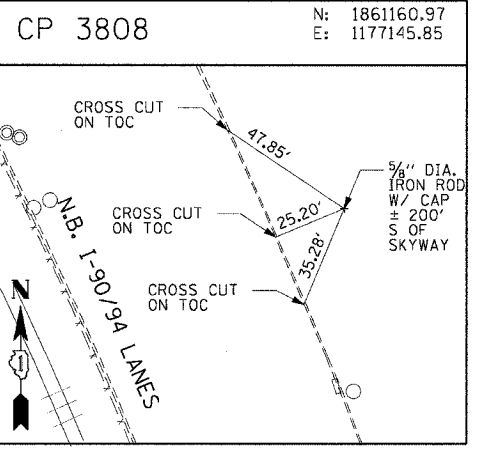 CP 3808
N: 1861160.97
E: 1177145.85
CROSS CUT
ON TOC
47.85'
5/8" DIA.
IRON ROD
W/ CAP
± 200'
S OF
SKYWAY
CROSS CUT
ON TOC
25.20'
35.28'
CROSS CUT
ON TOC
N.B. I-90/94 LANES
N
1